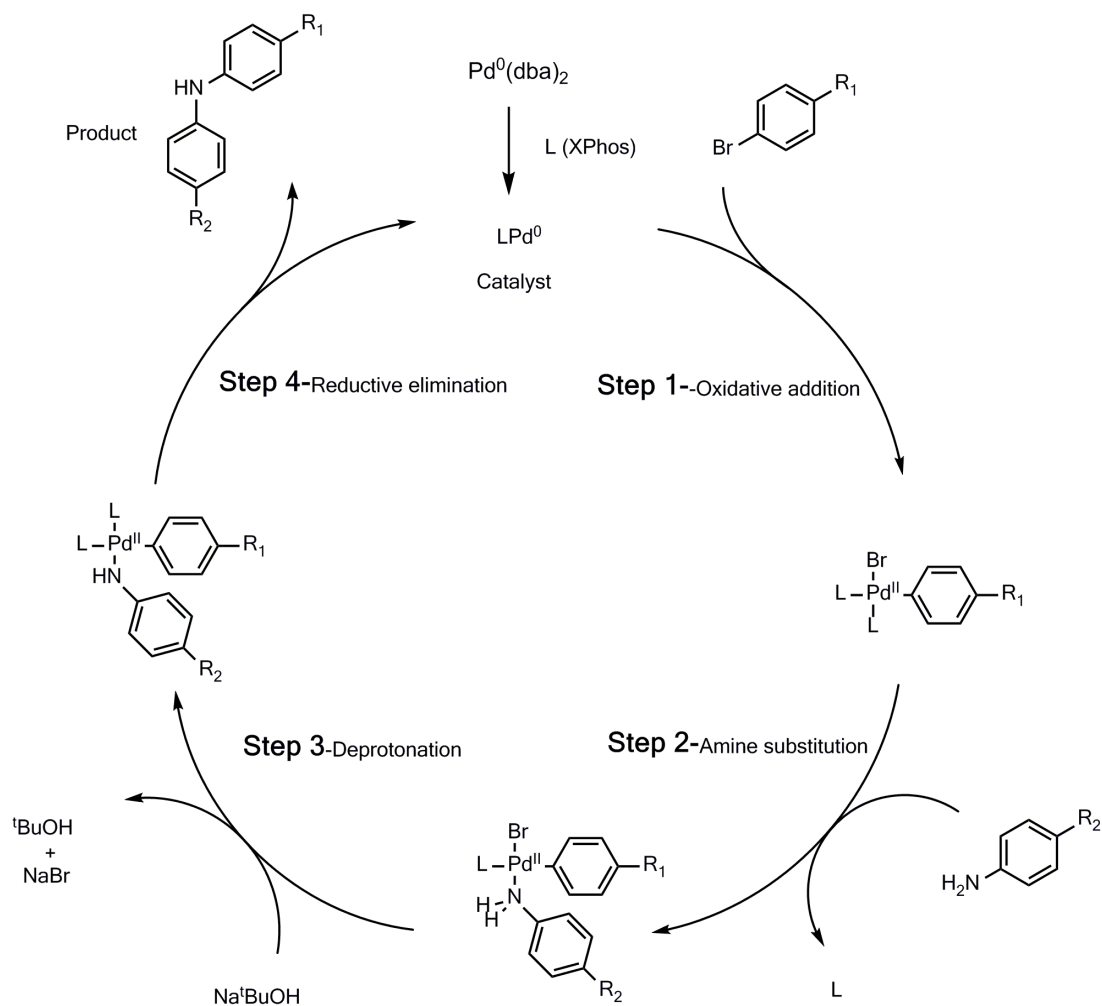 R₁
HN
Product
R₂
Pd⁰(dba)₂
L (XPhos)
LPd⁰
Catalyst
R₁
Br
Step 4-Reductive elimination
Step 1--Oxidative addition
L
L
Pdᴵᴵ
R₁
HN
R₂
Br
L
Pdᴵᴵ
R₁
L
Step 3-Deprotonation
Step 2-Amine substitution
ᵗBuOH
+
NaBr
Br
L
Pdᴵᴵ
R₁
H
N
H
R₂
R₂
H₂N
NaᵗBuOH
L